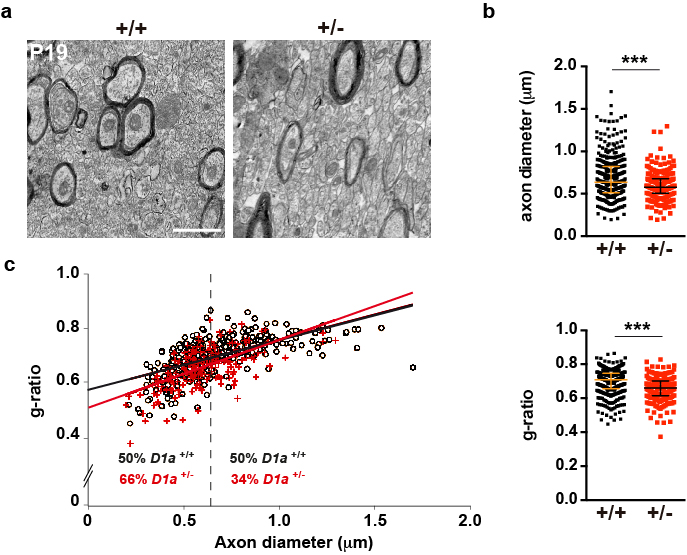 a
+/+
+/-
P19
b
axon diameter (μm)
2.0
1.5
1.0
0.5
0.0
***
+/+
+/-
c
g-ratio
1.0
0.8
0.6
0.4
0
50% D1a +/+
66% D1a +/-
50% D1a +/+
34% D1a +/-
0
0.5
1.0
1.5
2.0
Axon diameter (μm)
g-ratio
1.0
0.8
0.6
0.4
0.2
0.0
***
+/+
+/-